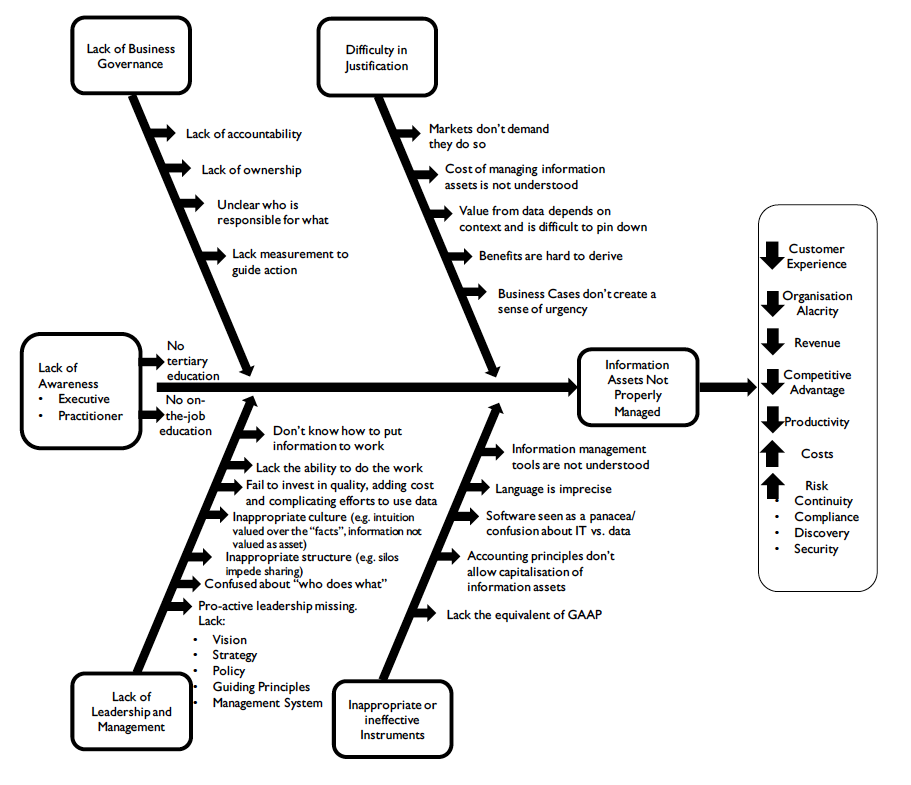 Lack of Business
Governance
Lack of accountability
Lack of ownership
Unclear who is
responsible for what
Lack measurement to
guide action
Difficulty in
Justification
Markets don't demand
they do so
Cost of managing information
assets is not understood
Value from data depends on
context and is difficult to pin down
Benefits are hard to derive
Business Cases don't create a
sense of urgency
Lack of
Awareness
• Executive
• Practitioner
No
tertiary
education
No on-
the-job
education
Information
Assets Not
Properly
Managed
Customer
Experience
Organisation
Alacrity
Revenue
Competitive
Advantage
Productivity
Costs
Risk
• Continuity
• Compliance
• Discovery
• Security
Don't know how to put
information to work
Lack the ability to do the work
Fail to invest in quality, adding cost
and complicating efforts to use data
Inappropriate culture (e.g. intuition
valued over the "facts", information not
valued as asset)
Inappropriate structure (e.g. silos
impede sharing)
Confused about "who does what"
Pro-active leadership missing.
Lack:
• Vision
• Strategy
• Policy
• Guiding Principles
• Management System
Lack of
Leadership and
Management
Information management
tools are not understood
Language is imprecise
Software seen as a panacea/
confusion about IT vs. data
Accounting principles don't
allow capitalisation of
information assets
Lack the equivalent of GAAP
Inappropriate or
ineffective
Instruments